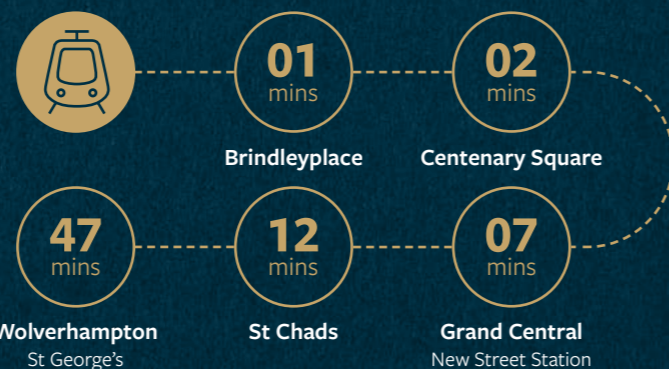 01
mins
Brindleyplace
02
mins
Centenary Square
07
mins
Grand Central
New Street Station
12
mins
St Chads
47
mins
Wolverhampton
St George's